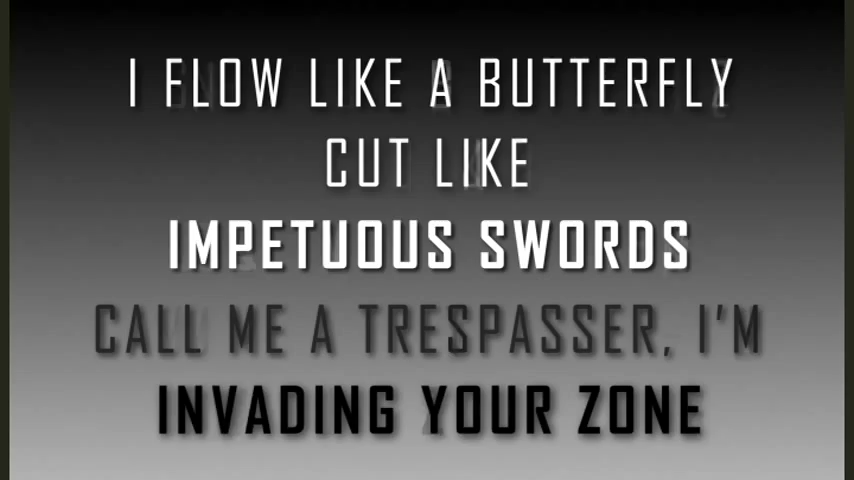 I FLOW LIKE A BUTTERFLY
CUT LIKE
IMPETUOUS SWORDS
CALL ME A TRESPASSER, I'M
INVADING YOUR ZONE